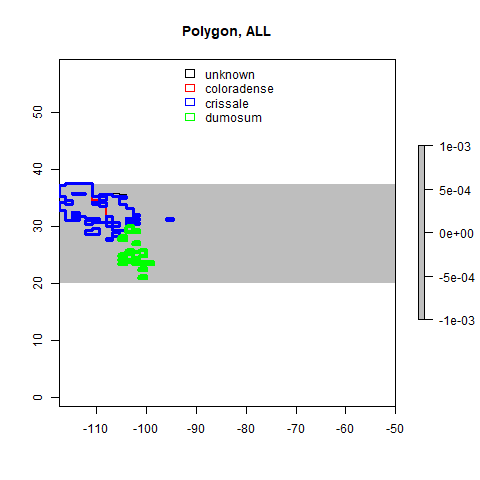 Polygon, ALL
unknown
coloradense
crissale
dumosum
50
40
30
20
10
0
-110
-100
-90
-80
-70
-60
-50
1e-03
5e-04
0e+00
-5e-04
-1e-03